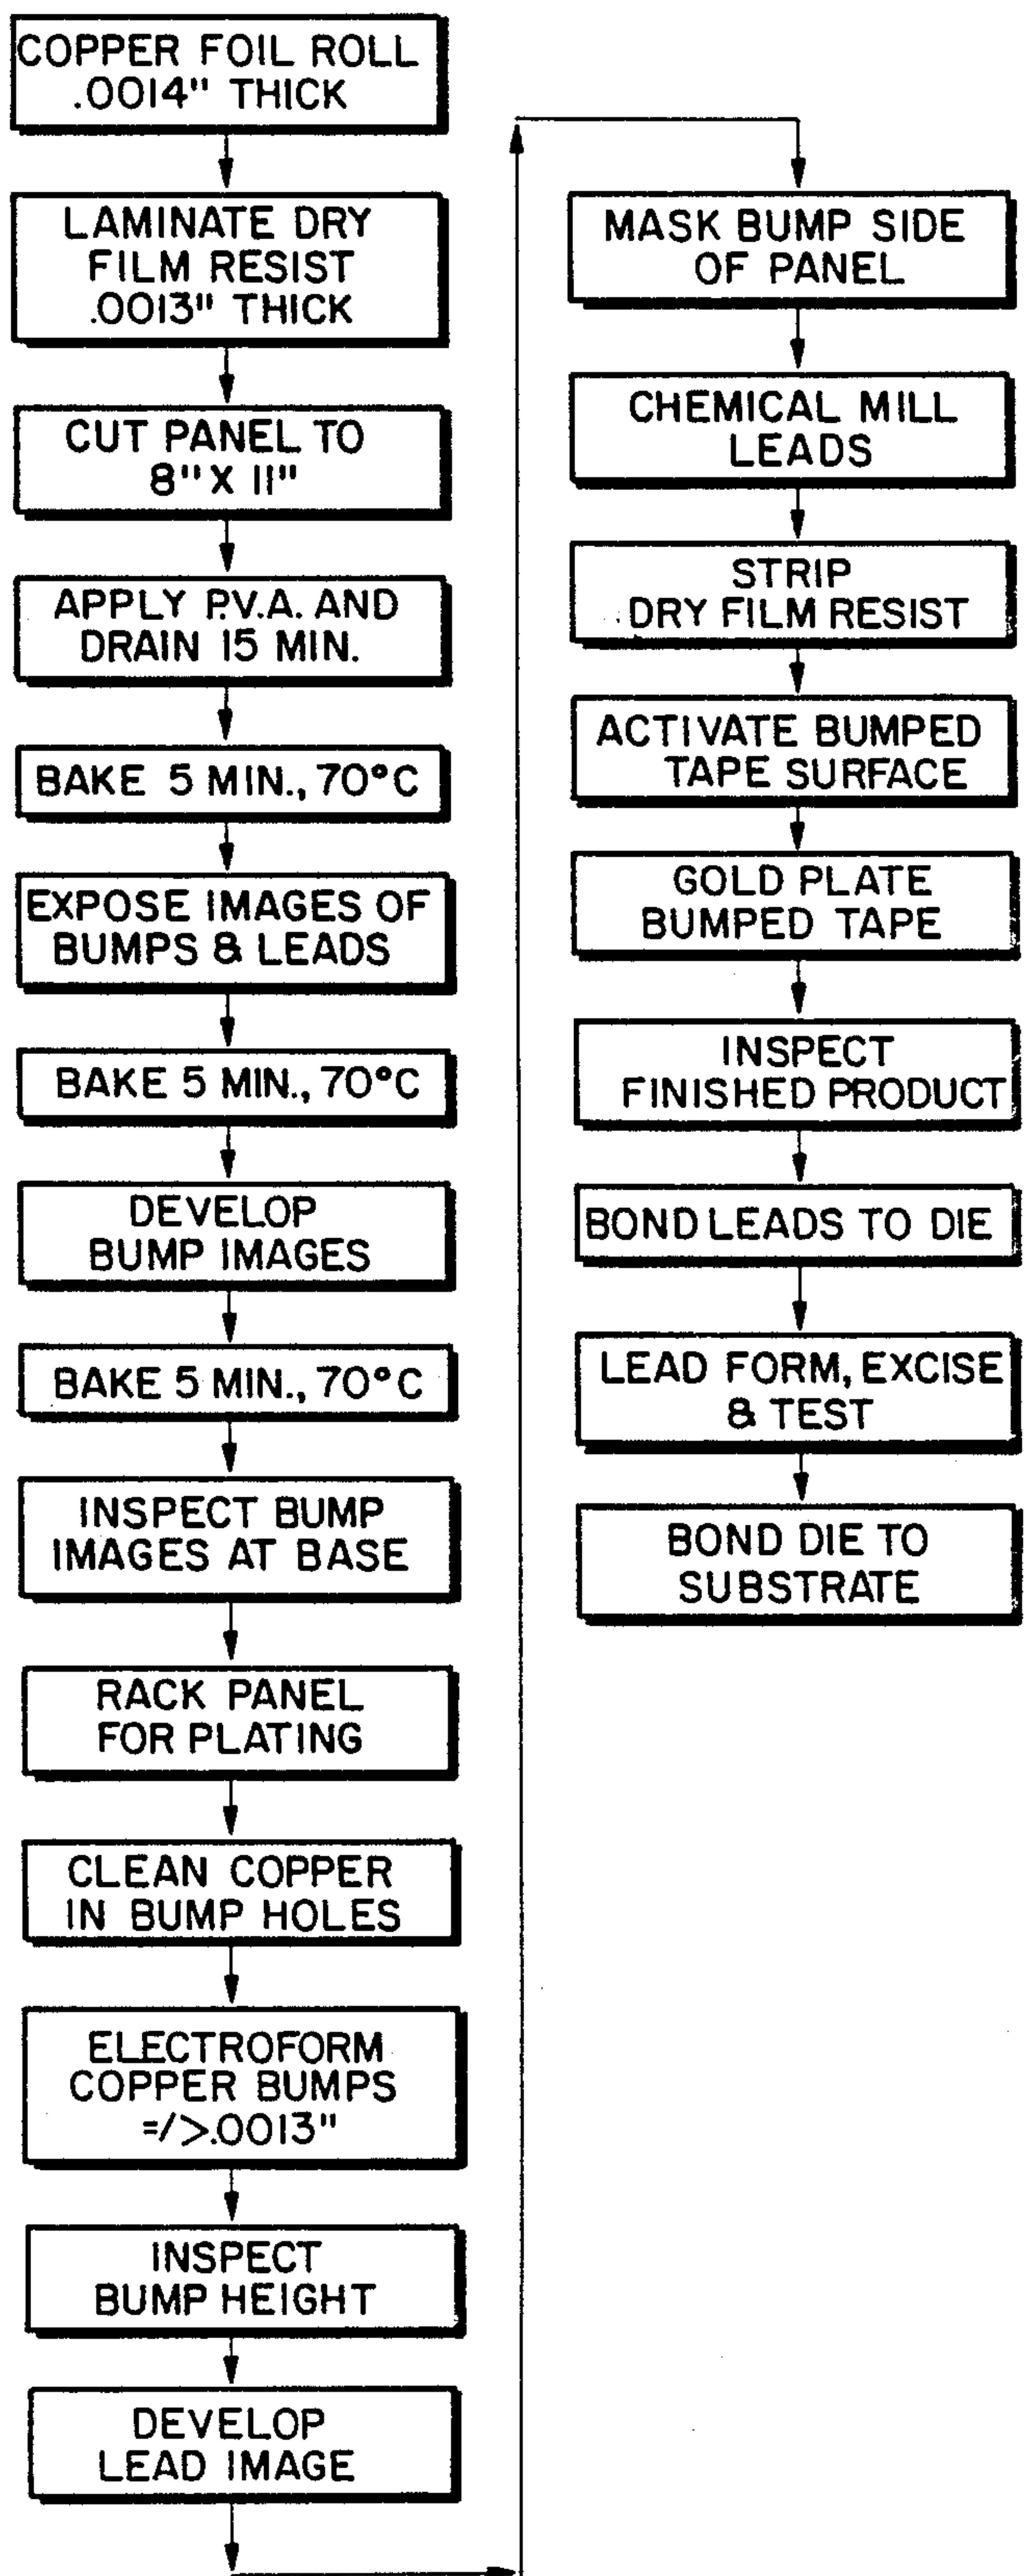 COPPER FOIL ROLL
.0014" THICK
LAMINATE DRY
FILM RESIST
.0013" THICK
CUT PANEL TO
8" X 11"
APPLY P.V.A. AND
DRAIN 15 MIN.
BAKE 5 MIN., 70°C
EXPOSE IMAGES OF
BUMPS & LEADS
BAKE 5 MIN., 70°C
DEVELOP
BUMP IMAGES
BAKE 5 MIN., 70°C
INSPECT BUMP
IMAGES AT BASE
RACK PANEL
FOR PLATING
CLEAN COPPER
IN BUMP HOLES
ELECTROFORM
COPPER BUMPS
=/>.0013"
INSPECT
BUMP HEIGHT
DEVELOP
LEAD IMAGE
MASK BUMP SIDE
OF PANEL
CHEMICAL MILL
LEADS
STRIP
DRY FILM RESIST
ACTIVATE BUMPED
TAPE SURFACE
GOLD PLATE
BUMPED TAPE
INSPECT
FINISHED PRODUCT
BOND LEADS TO DIE
LEAD FORM, EXCISE
& TEST
BOND DIE TO
SUBSTRATE